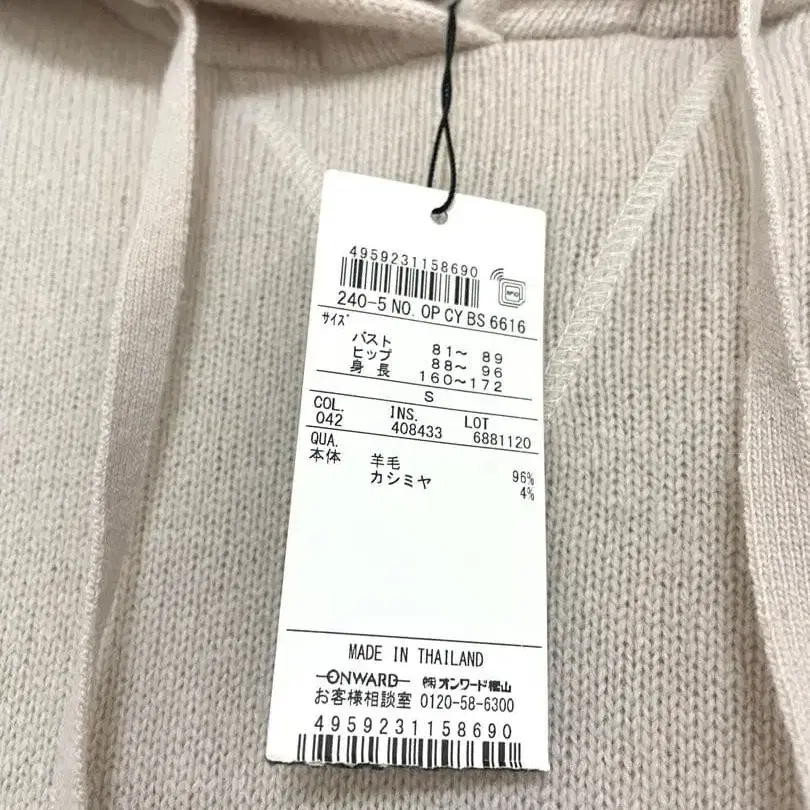 4959231158690
240-5 NO. OP CY BS 6616
ｻｲｽﾞ
バスト 81～ 89
ヒップ 88～ 96
身長 160～172
S
COL. INS. LOT
042 408433 6881120
QUA.
本体 羊毛 96%
カシミヤ 4%
MADE IN THAILAND
ONWARD ㈱オンワード樫山
お客様相談室 0120-58-6300
4959231158690